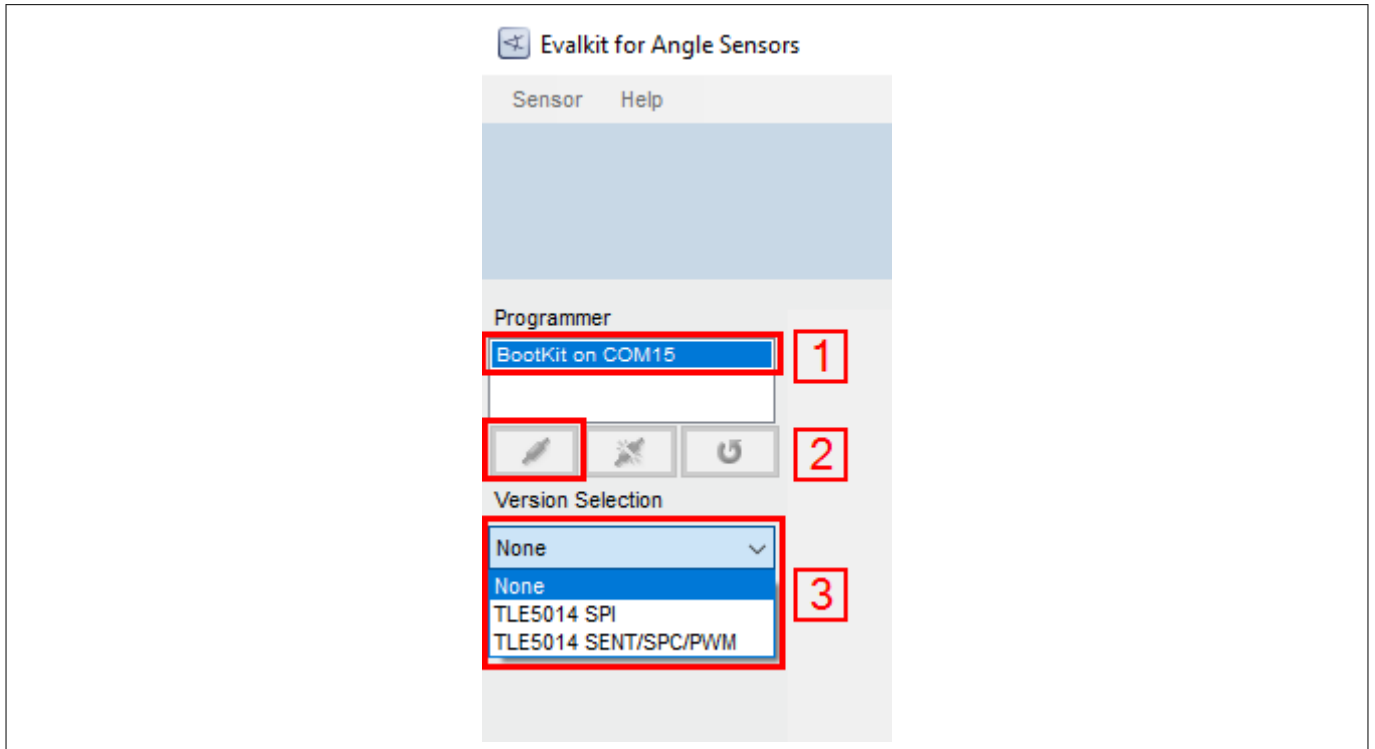 Evalkit for Angle Sensors
Sensor Help
Programmer
BootKit on COM15
1
2
Version Selection
None
None
TLE5014 SPI
TLE5014 SENT/SPC/PWM
3